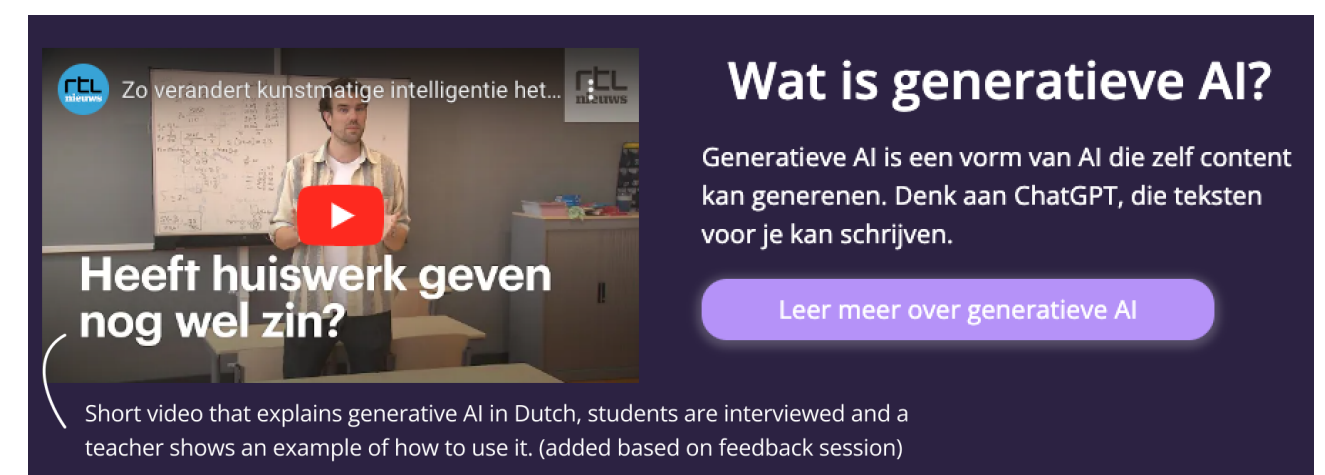 rtl
nieuws
Zo verandert kunstmatige intelligentie het...
rtl
nieuws
Heeft huiswerk geven
nog wel zin?
Wat is generatieve AI?
Generatieve AI is een vorm van AI die zelf content
kan generenen. Denk aan ChatGPT, die teksten
voor je kan schrijven.
Leer meer over generatieve AI
Short video that explains generative AI in Dutch, students are interviewed and a
teacher shows an example of how to use it. (added based on feedback session)